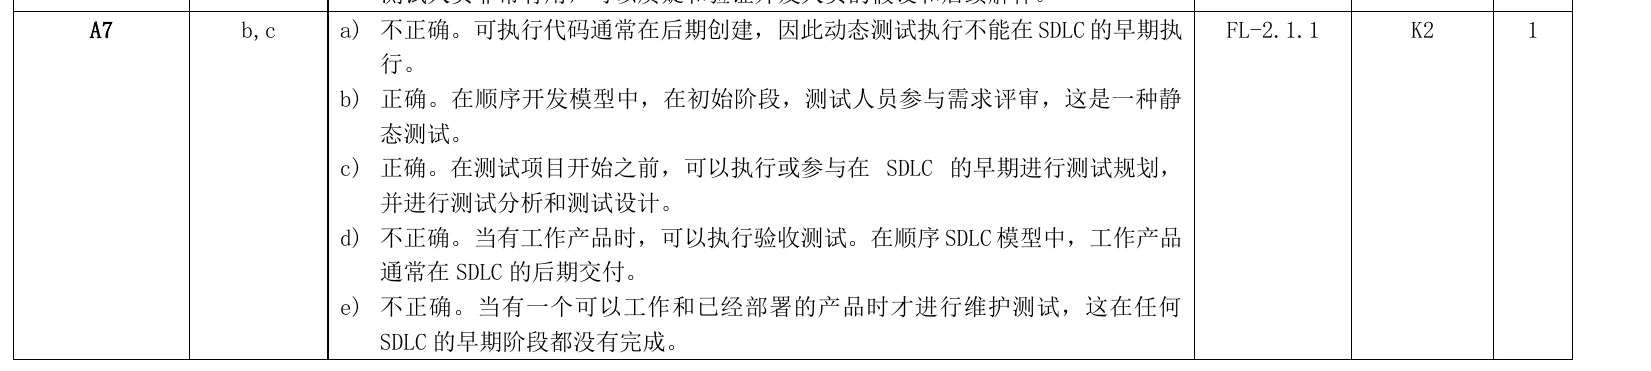 A7 b,c a) 不正确。可执行代码通常在后期创建，因此动态测试执行不能在 SDLC 的早期执 FL-2.1.1 K2 1
行。
b) 正确。在顺序开发模型中，在初始阶段，测试人员参与需求评审，这是一种静
态测试。
c) 正确。在测试项目开始之前，可以执行或参与在 SDLC 的早期进行测试规划，
并进行测试分析和测试设计。
d) 不正确。当有工作产品时，可以执行验收测试。在顺序 SDLC 模型中，工作产品
通常在 SDLC 的后期交付。
e) 不正确。当有一个可以工作和已经部署的产品时才进行维护测试，这在任何
SDLC 的早期阶段都没有完成。